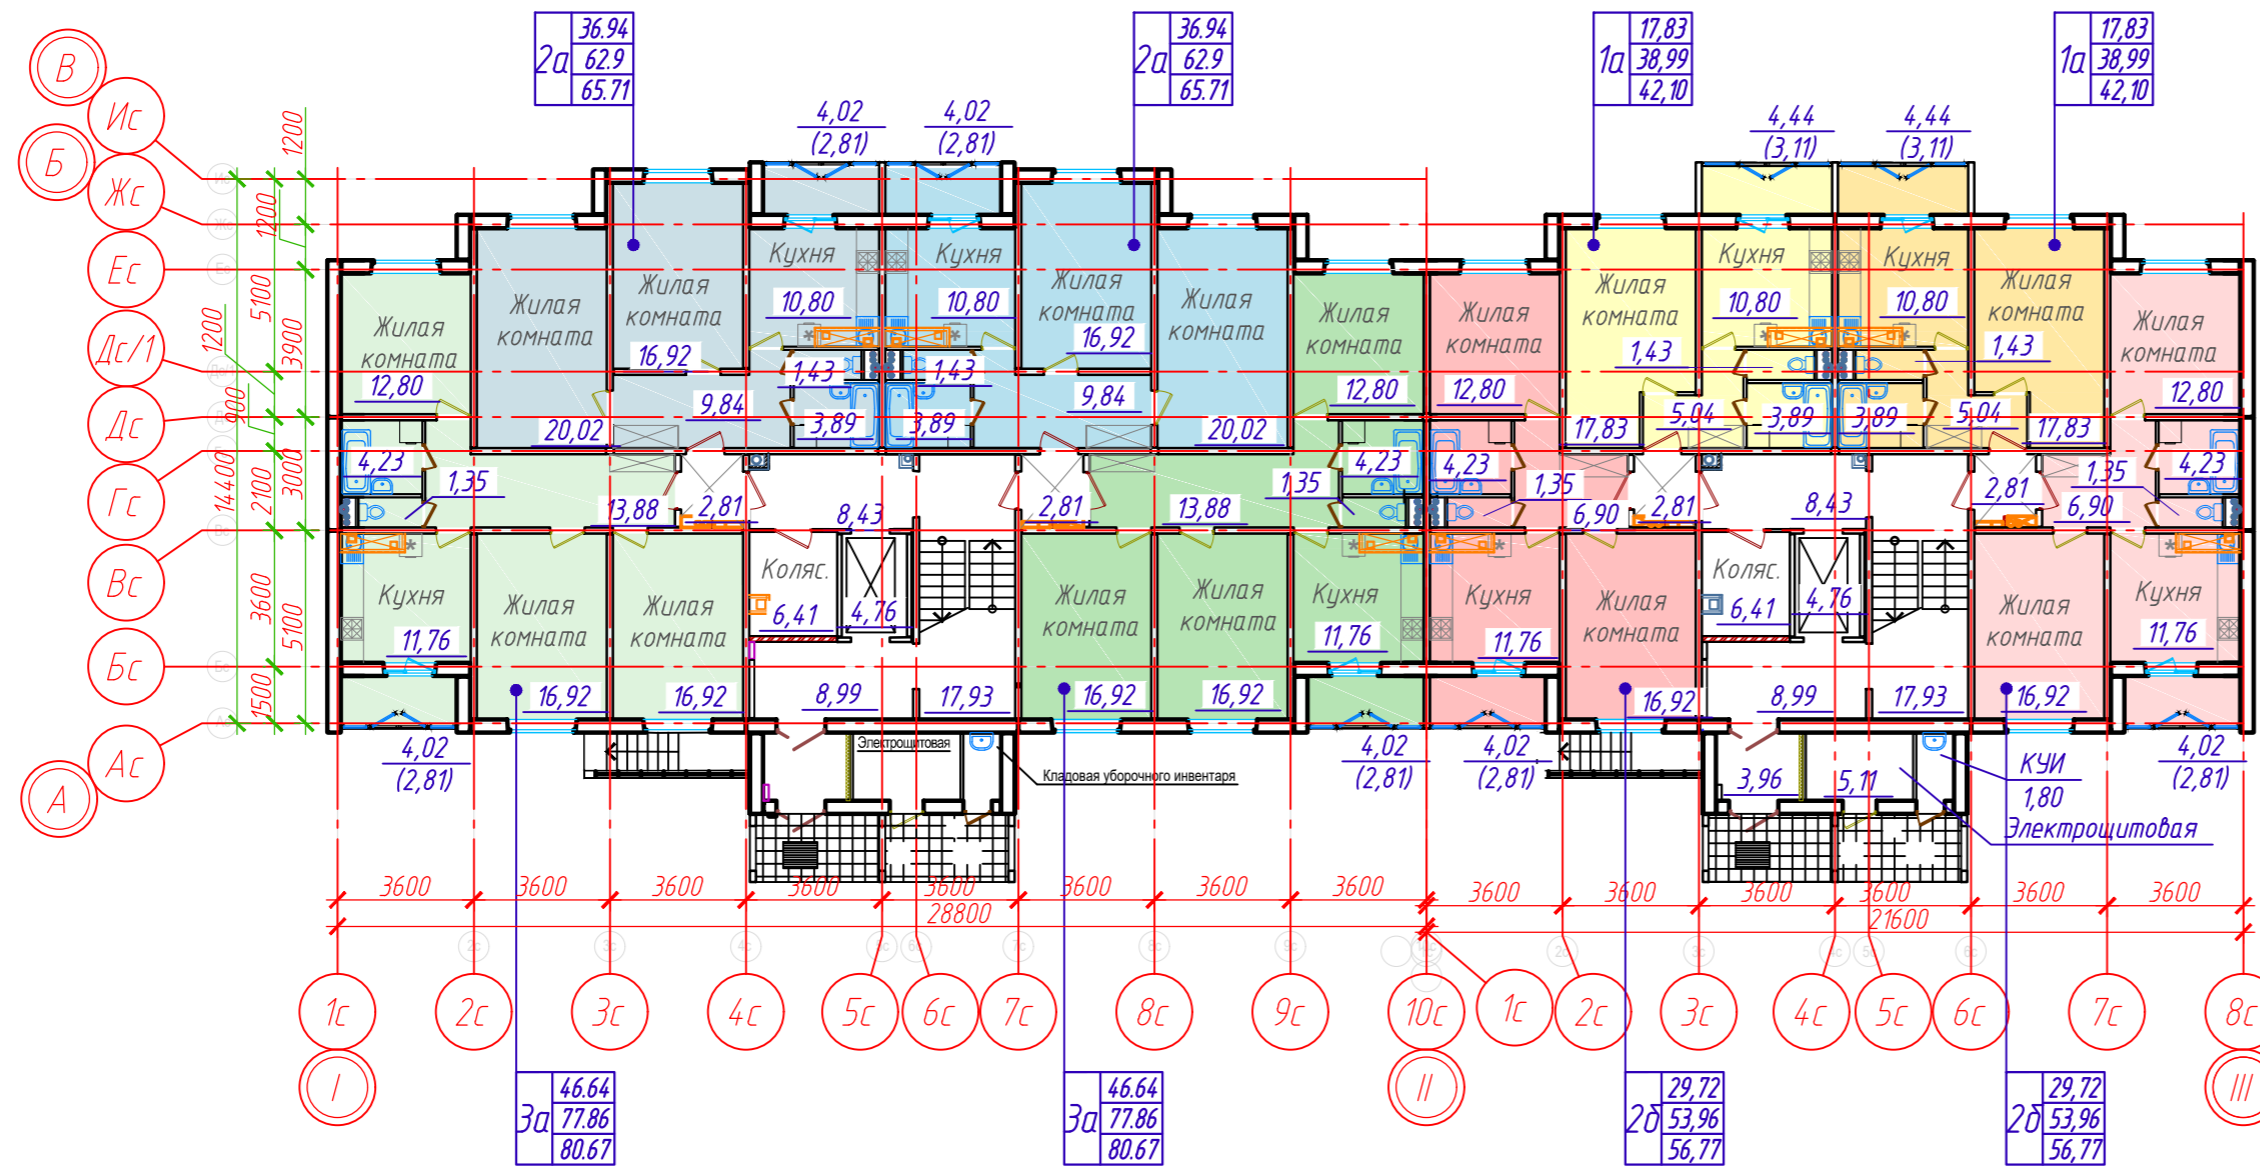 2а 36.94 62.9 65.71
2а 36.94 62.9 65.71
1а 17,83 38,99 42,10
1а 17,83 38,99 42,10
В
Ис
Б
Жс
Ес
Дс/1
Дс
Гс
Вс
Бс
Ас
А
1200
1200
5100
1200
3900
900
3000
14400
2100
3600
5100
1500
4,02
(2,81)
4,02
(2,81)
4,44
(3,11)
4,44
(3,11)
Жилая
комната
12,80
Жилая
комната
20,02
Жилая
комната
16,92
Кухня
10,80
Кухня
10,80
Жилая
комната
16,92
Жилая
комната
20,02
Жилая
комната
12,80
Жилая
комната
12,80
Жилая
комната
17,83
Кухня
10,80
Кухня
10,80
Жилая
комната
17,83
Жилая
комната
12,80
9,84
1,43
3,89
1,43
3,89
9,84
1,43
5,04
3,89
3,89
1,43
5,04
4,23
1,35
13,88
2,81
8,43
2,81
13,88
1,35
4,23
4,23
1,35
6,90
2,81
8,43
2,81
6,90
1,35
4,23
Кухня
11,76
Жилая
комната
16,92
Жилая
комната
16,92
Коляс.
6,41
4,76
8,99
17,93
Жилая
комната
16,92
Жилая
комната
16,92
Кухня
11,76
Кухня
11,76
Жилая
комната
16,92
Коляс.
6,41
4,76
8,99
17,93
Жилая
комната
16,92
Кухня
11,76
4,02
(2,81)
Электрощитовая
Кладовая уборочного инвентаря
4,02
(2,81)
4,02
(2,81)
3,96
5,11
КУИ
1,80
Электрощитовая
4,02
(2,81)
3600 3600 3600 3600 3600 3600 3600 3600 3600 3600 3600 3600 3600 3600
28800
21600
1с 2с 3с 4с 5с 6с 7с 8с 9с 10с 1с 2с 3с 4с 5с 6с 7с 8с
I II III
3а 46.64 77.86 80.67
3а 46.64 77.86 80.67
2б 29,72 53,96 56,77
2б 29,72 53,96 56,77